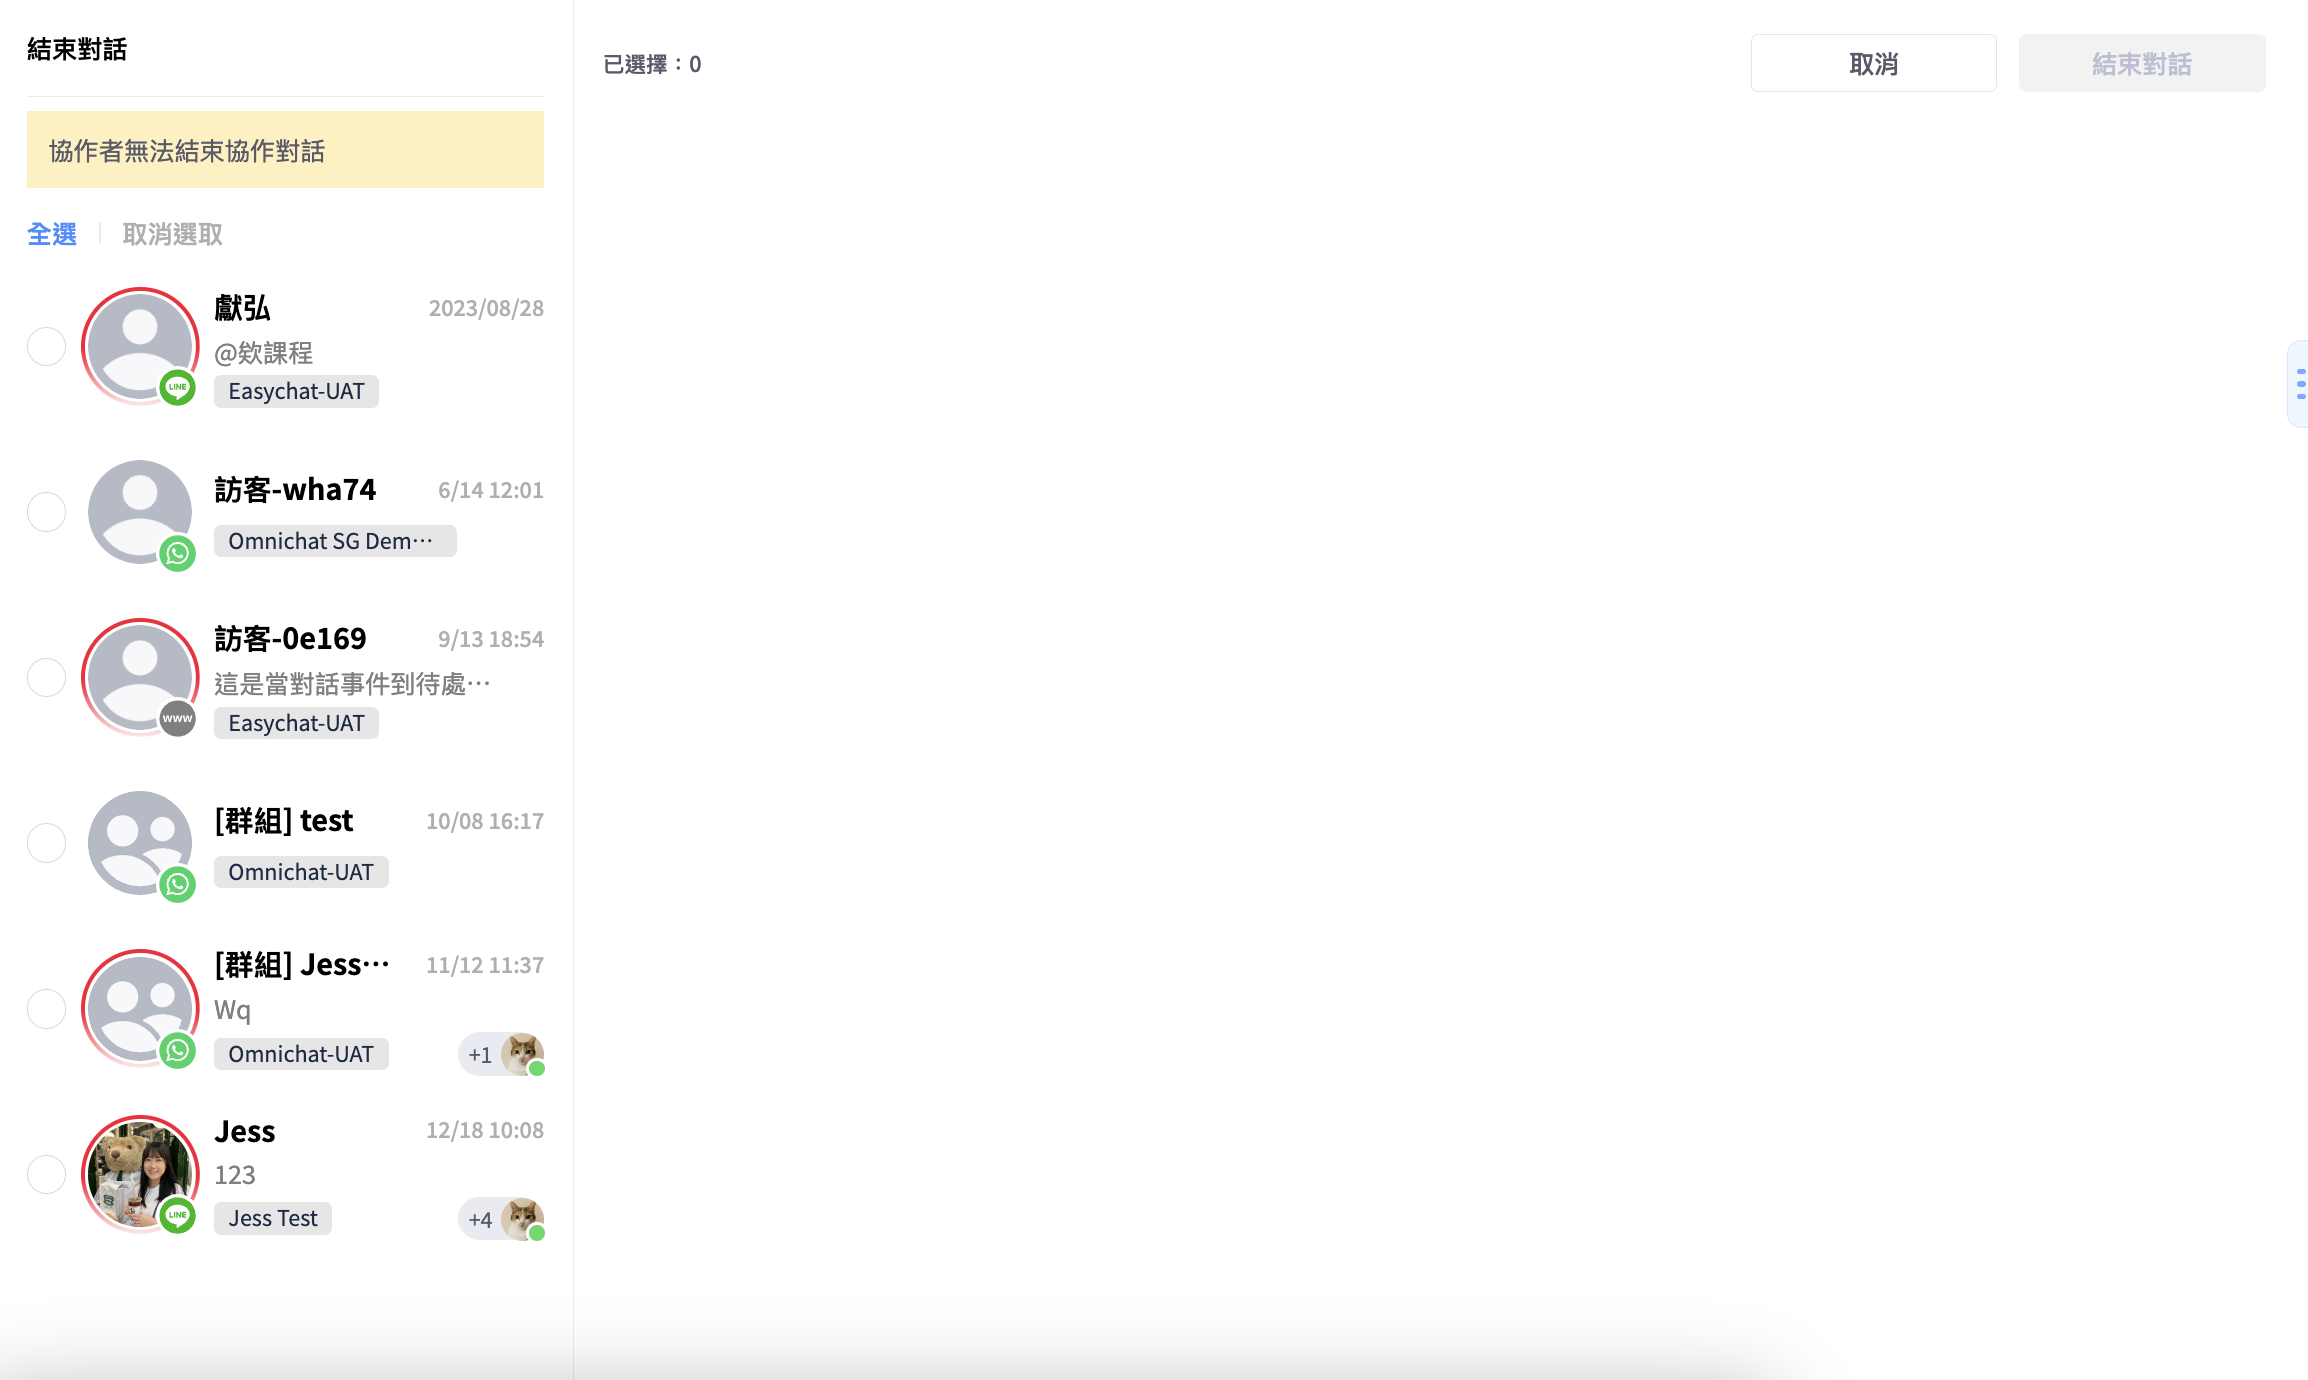 結束對話
協作者無法結束協作對話
全選
取消選取
獻弘 2023/08/28
@欸課程
LINE
Easychat-UAT
訪客-wha74 6/14 12:01
Omnichat SG Dem…
訪客-0e169 9/13 18:54
這是當對話事件到待處…
www
Easychat-UAT
[群組] test 10/08 16:17
Omnichat-UAT
[群組] Jess… 11/12 11:37
Wq
Omnichat-UAT +1
Jess 12/18 10:08
123
LINE
Jess Test +4
已選擇：0
取消
結束對話